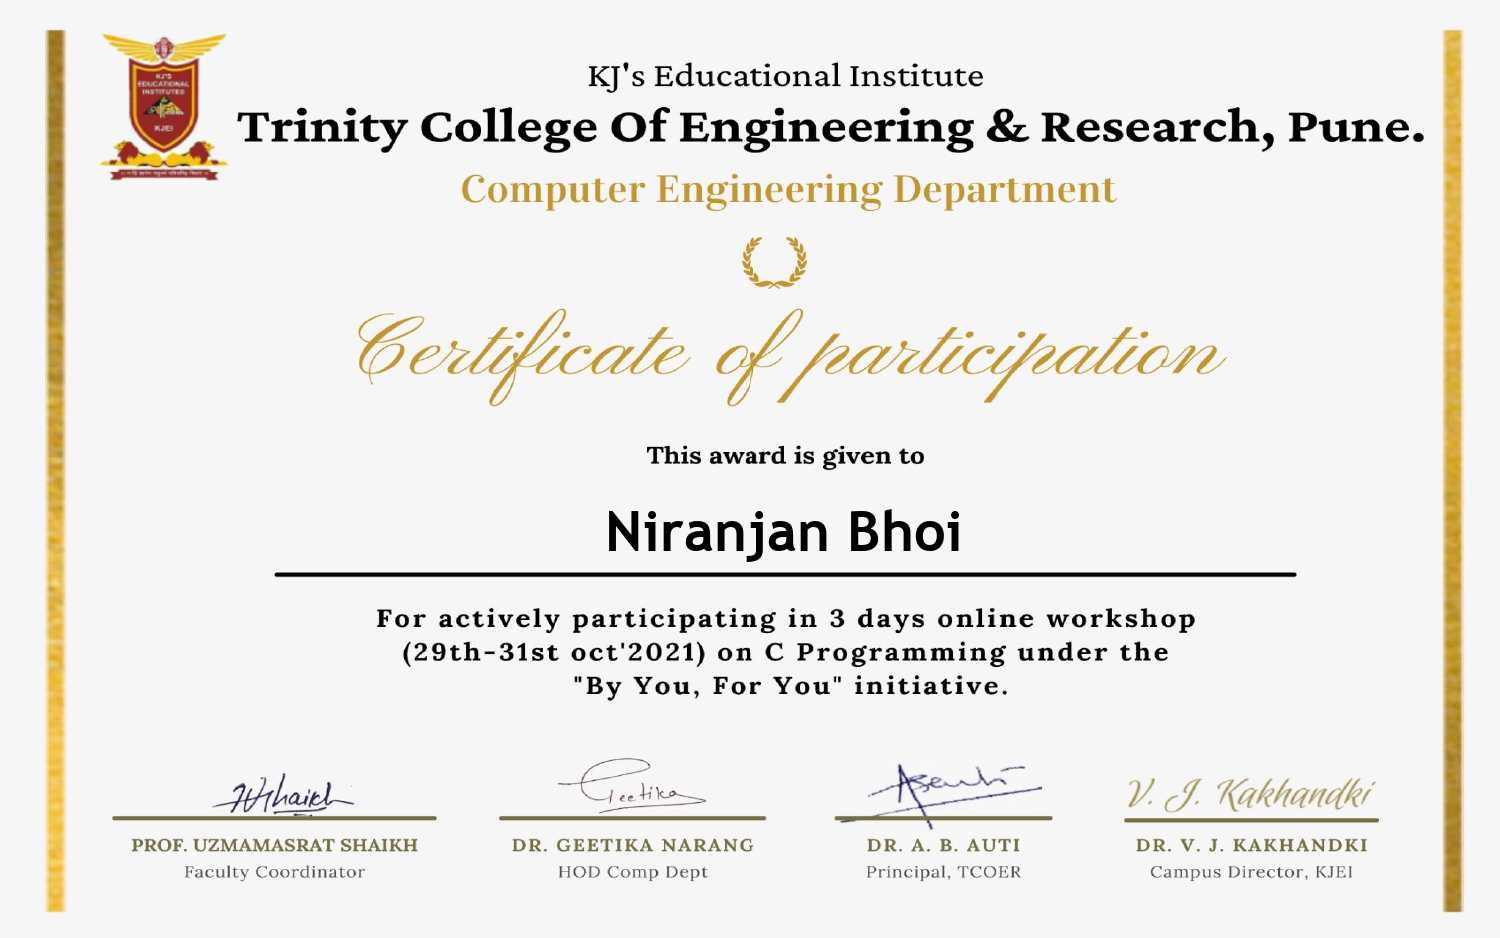 KJ'S
EDUCATIONAL
INSTITUTES
KJEI
KJ's Educational Institute
Trinity College Of Engineering & Research, Pune.
Computer Engineering Department
Certificate of participation
This award is given to
Niranjan Bhoi
For actively participating in 3 days online workshop
(29th-31st oct'2021) on C Programming under the
"By You, For You" initiative.
Geetika
V. J. Kakhandki
PROF. UZMAMASRAT SHAIKH
DR. GEETIKA NARANG
DR. A. B. AUTI
DR. V. J. KAKHANDKI
Faculty Coordinator
HOD Comp Dept
Principal, TCOER
Campus Director, KJEI